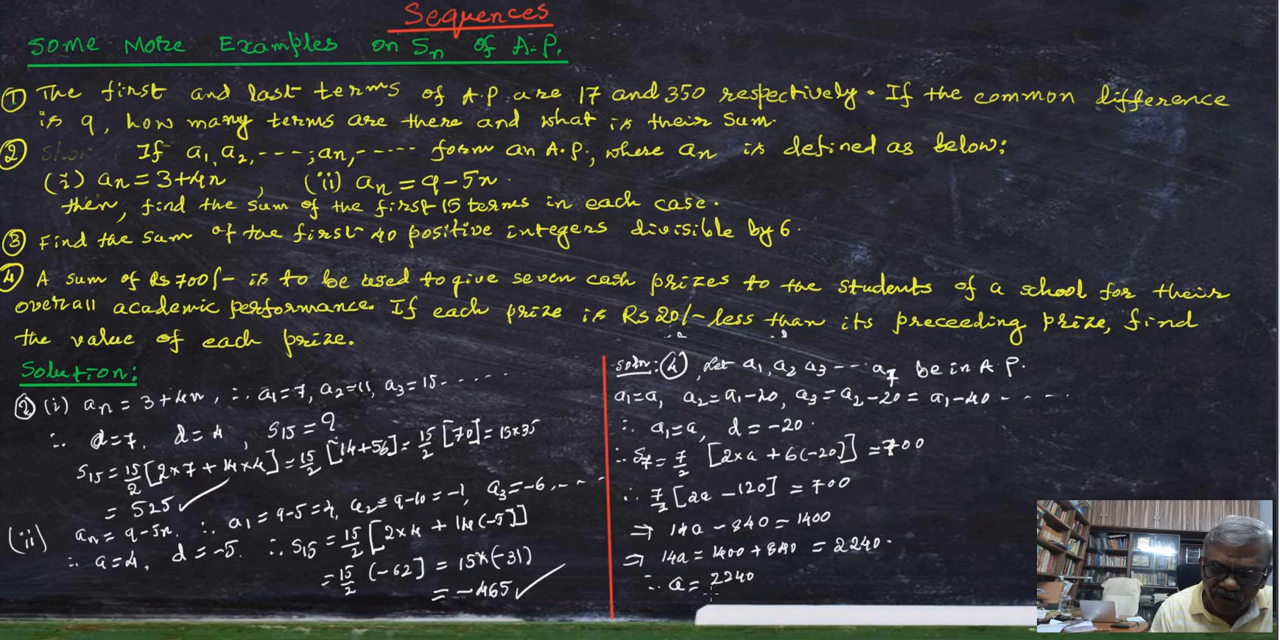 Sequences
Some More Examples on Sn of A.P.
① The first and last terms of A.P. are 17 and 350 respectively. If the common difference
is 9, how many terms are there and what is their sum.
② If a₁, a₂, ----, an, ----- form an A.P., where an is defined as below:
(i) an = 3+4n , (ii) an = 9-5n.
then, find the sum of the first 15 terms in each case.
③ Find the sum of the first 40 positive integers divisible by 6.
④ A sum of Rs 700/- is to be used to give seven cash prizes to the students of a school for their
overall academic performance. If each prize is Rs 20/- less than its preceeding prize, find
the value of each prize.
Solution:
② (i) an = 3+4n, ∴ a₁=7, a₂=11, a₃=15 ------
∴ a=7, d=4, S₁₅=?
S₁₅ = 15/2 [2×7 + 14×4] = 15/2 [14+56] = 15/2 [70] = 15×35
= 525 ✓
(ii) an = 9-5n. ∴ a₁ = 9-5=4, a₂= 9-10=-1, a₃=-6, ----
∴ a=4, d=-5. ∴ S₁₅ = 15/2 [2×4 + 14(-5)]
= 15/2 (-62) = 15×(-31)
= -465 ✓
Soln: ④ Let a₁, a₂ a₃ --- a₇ be in A.P.
a₁=a, a₂=a₁-20, a₃=a₂-20 = a₁-40 -----
∴ a₁=a, d=-20.
∴ S₇= 7/2 [2×a + 6(-20)] = 700
∴ 7/2 [2a -120] = 700
⇒ 14a - 840 = 1400
⇒ 14a = 1400 + 840 = 2240.
∴ a = 2240